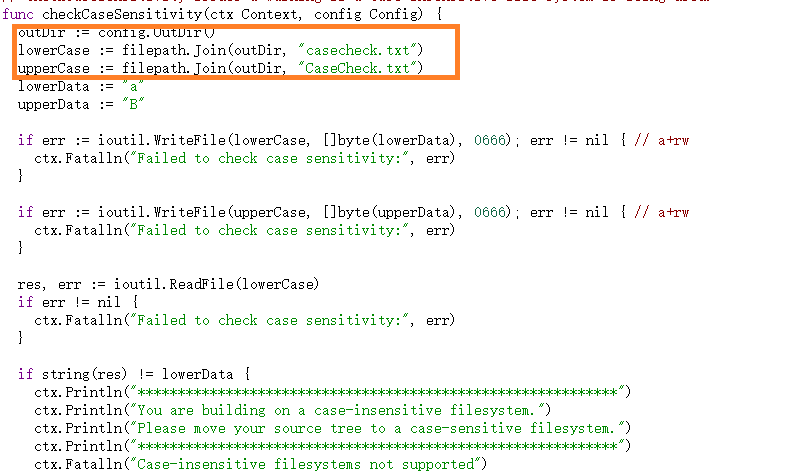 func checkCaseSensitivity(ctx Context, config Config) {
outDir := config.OutDir()
lowerCase := filepath.Join(outDir, "casecheck.txt")
upperCase := filepath.Join(outDir, "CaseCheck.txt")
lowerData := "a"
upperData := "B"
if err := ioutil.WriteFile(lowerCase, []byte(lowerData), 0666); err != nil { // a+rw
ctx.Fatalln("Failed to check case sensitivity:", err)
}
if err := ioutil.WriteFile(upperCase, []byte(upperData), 0666); err != nil { // a+rw
ctx.Fatalln("Failed to check case sensitivity:", err)
}
res, err := ioutil.ReadFile(lowerCase)
if err != nil {
ctx.Fatalln("Failed to check case sensitivity:", err)
}
if string(res) != lowerData {
ctx.Println("************************************************************")
ctx.Println("You are building on a case-insensitive filesystem.")
ctx.Println("Please move your source tree to a case-sensitive filesystem.")
ctx.Println("************************************************************")
ctx.Fatalln("Case-insensitive filesystems not supported")